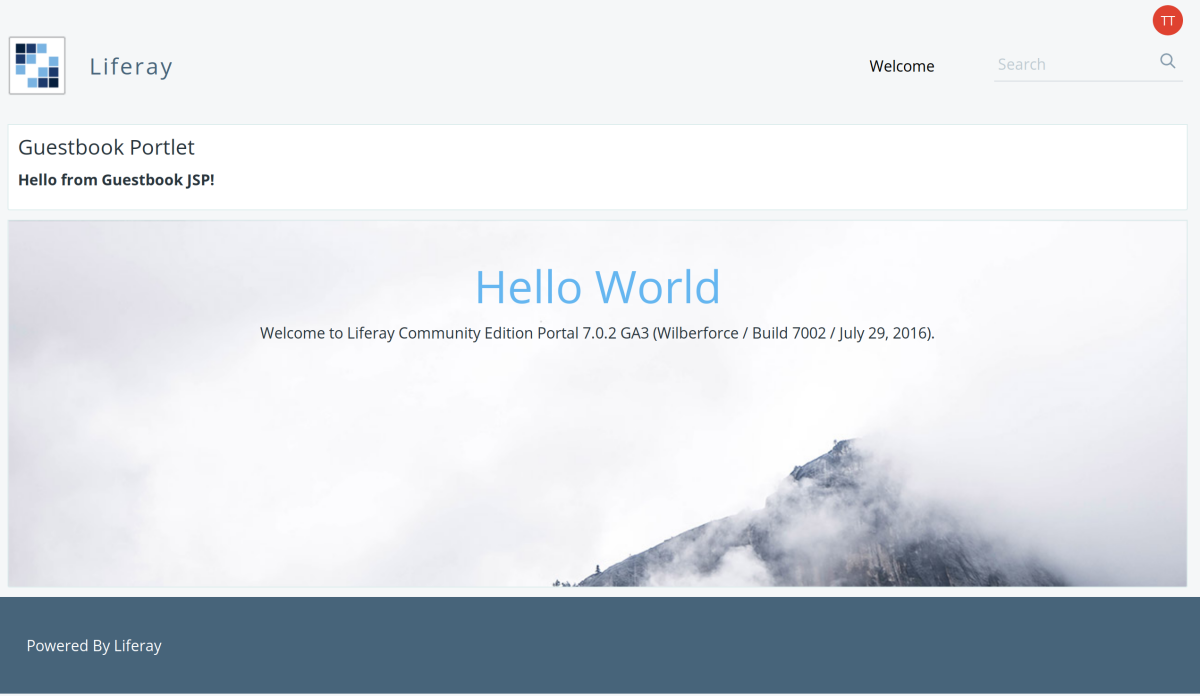 TT
Liferay
Welcome
Search
Guestbook Portlet
Hello from Guestbook JSP!
Hello World
Welcome to Liferay Community Edition Portal 7.0.2 GA3 (Wilberforce / Build 7002 / July 29, 2016).
Powered By Liferay